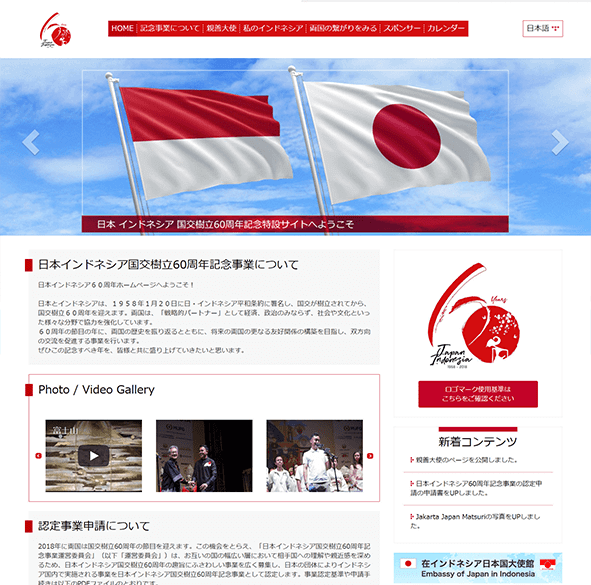 HOME 記念事業について 親善大使 私のインドネシア 両国の繋がりをみる スポンサー カレンダー
日本語
日本 インドネシア 国交樹立60周年記念特設サイトへようこそ
日本インドネシア国交樹立60周年記念事業について
日本インドネシア６０周年ホームページへようこそ！
日本とインドネシアは、１９５８年1月２０日に日・インドネシア平和条約に署名し、国交が樹立されてから、
国交樹立６０周年を迎えます。両国は、「戦略的パートナー」として経済、政治のみならず、社会や文化といっ
た様々な分野で協力を強化しています。
６０周年の節目の年に、両国の歴史を振り返るとともに、将来の両国の更なる友好関係の構築を目指し、双方向
の交流を促進する事業を行います。
ぜひこの記念すべき年を、皆様と共に盛り上げていきたいと思います。
Photo / Video Gallery
富士山
認定事業申請について
2018年に両国は国交樹立60周年の節目を迎えます。この機会をとらえ、「日本インドネシア国交樹立60周年記
念事業運営委員会」（以下「運営委員会」）は、お互いの国の幅広い層において相手国への理解や親近感を深め
るため、日本インドネシア国交樹立60周年の趣旨にふさわしい事業を広く募集し、日本の団体によりインドネシ
ア国内で実施される事業を日本インドネシア国交樹立60周年記念事業として認定します。事業認定基準や申請手
続きは以下のPDFファイルのとおりです。
years
Japan
Indonesia
1958 - 2018
ロゴマーク使用基準は
こちらをご確認ください
新着コンテンツ
親善大使のページを公開しました。
日本インドネシア60周年記念事業の認定申
請の申請書をUPしました。
Jakarta Japan Matsuriの写真をUPしまし
た。
在インドネシア日本国大使館
Embassy of Japan in Indonesia